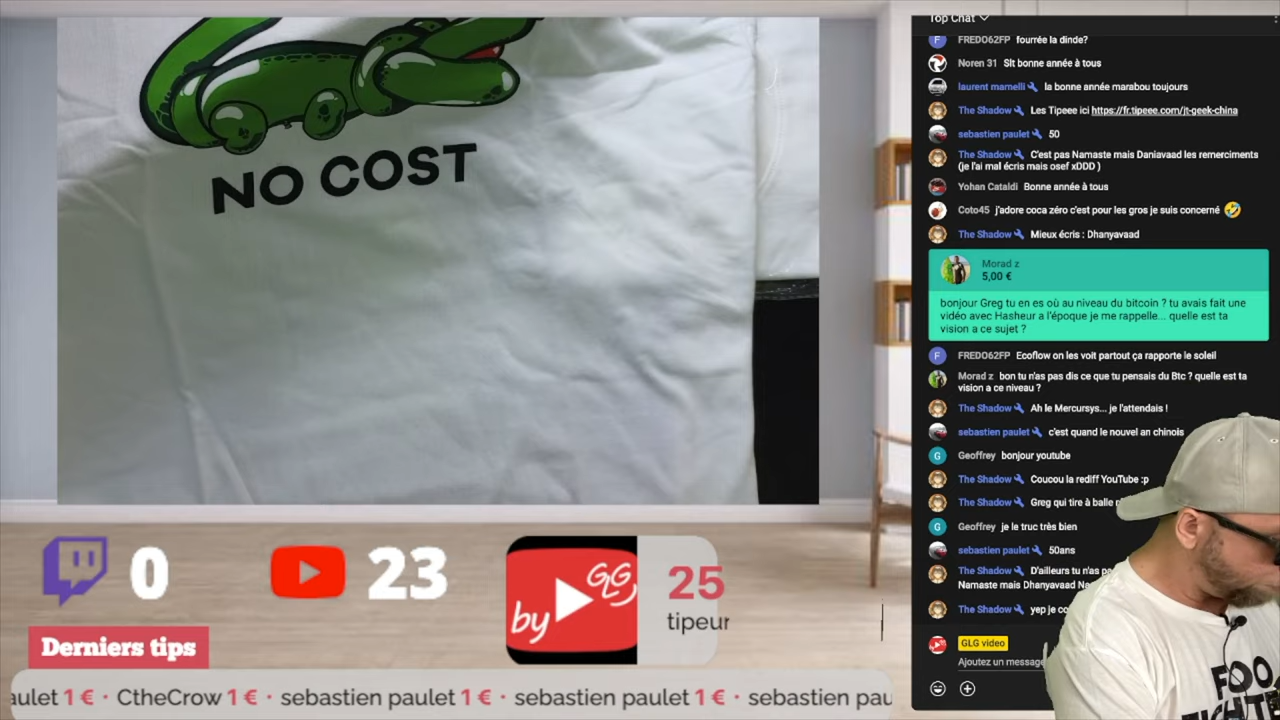 NO COST
Top Chat
FREDO62FP fourrée la dinde?
Noren 31 Slt bonne année à tous
laurent mamelli la bonne année marabou toujours
The Shadow Les Tipeee ici https://fr.tipeee.com/jt-geek-china
sebastien paulet 50
The Shadow C'est pas Namaste mais Daniavaad les remerciments
(je l'ai mal écris mais osef xDDD )
Yohan Cataldi Bonne année à tous
Coto45 j'adore coca zéro c'est pour les gros je suis concerné
The Shadow Mieux écris : Dhanyavaad
Morad z
5,00 €
bonjour Greg tu en es où au niveau du bitcoin ? tu avais fait une
vidéo avec Hasheur a l'époque je me rappelle... quelle est ta
vision a ce sujet ?
FREDO62FP Ecoflow on les voit partout ça rapporte le soleil
Morad z bon tu n'as pas dis ce que tu pensais du Btc ? quelle est ta
vision a ce niveau ?
The Shadow Ah le Mercursys... je l'attendais !
sebastien paulet c'est quand le nouvel an chinois
Geoffrey bonjour youtube
The Shadow Coucou la rediff YouTube :p
The Shadow Greg qui tire à balle
Geoffrey je le truc très bien
sebastien paulet 50ans
The Shadow D'ailleurs tu n'as
Namaste mais Dhanyavaad
The Shadow yep je
GLG video
Ajoutez un message
FOO
FIGHTE
0
23
by GLG
25
tipeur
Derniers tips
aulet 1 € · CtheCrow 1 € · sebastien paulet 1 € · sebastien paulet 1 € · sebastien pau